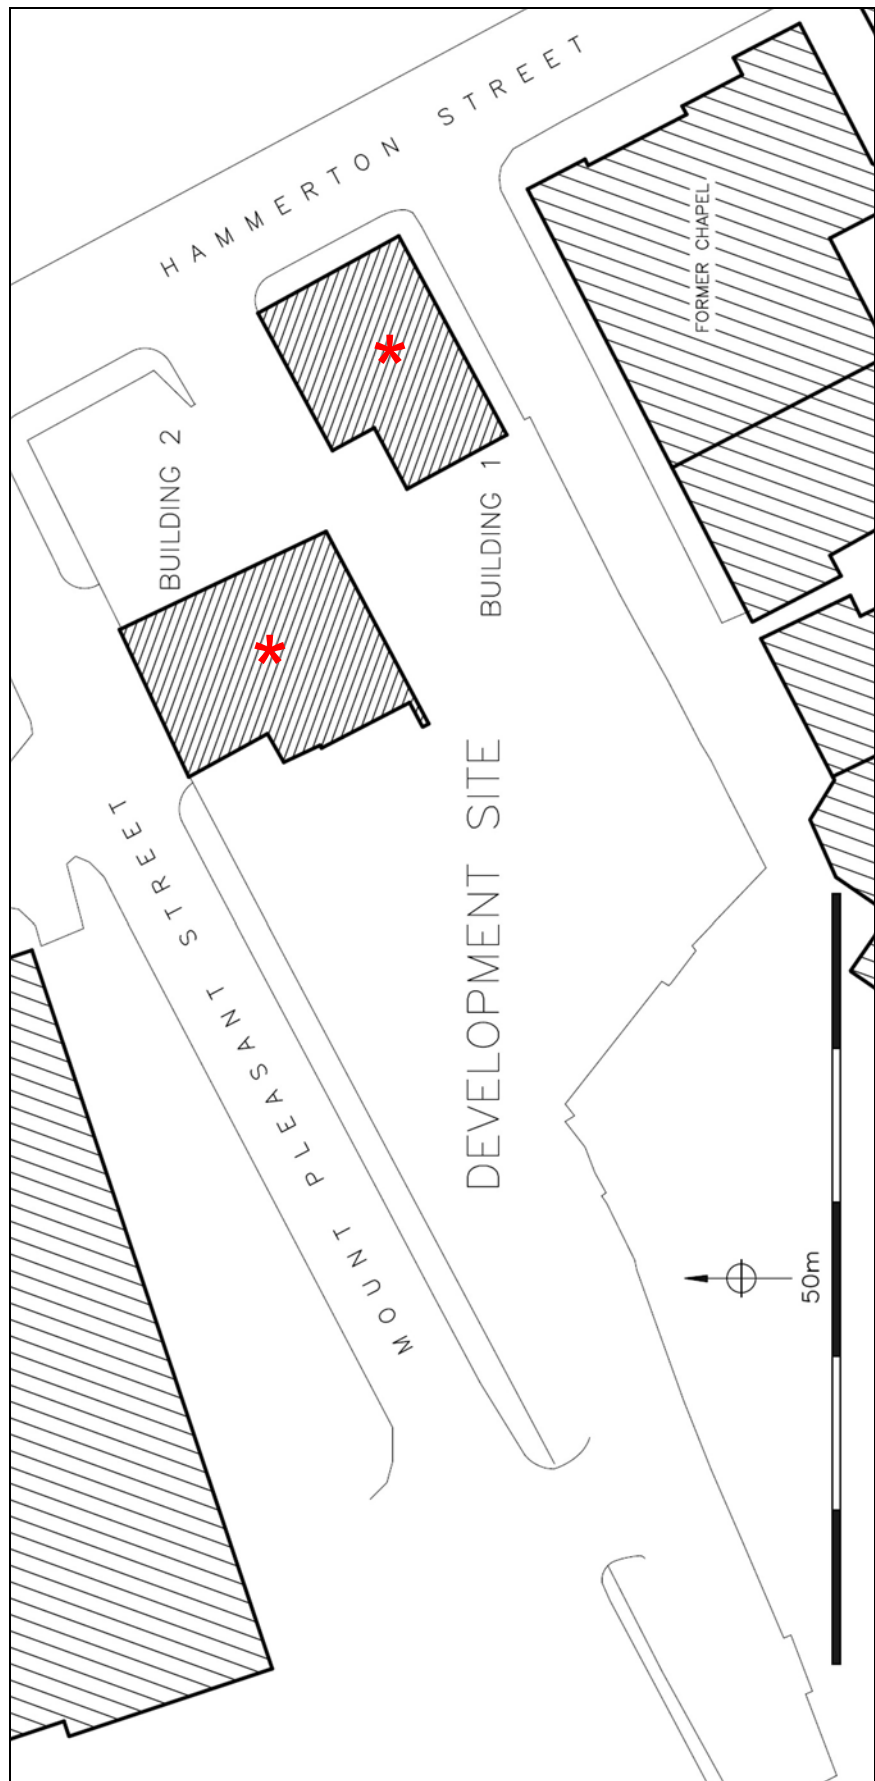 HAMMERTON STREET
FORMER CHAPEL
BUILDING 2
BUILDING 1
DEVELOPMENT SITE
MOUNT PLEASANT STREET
50m